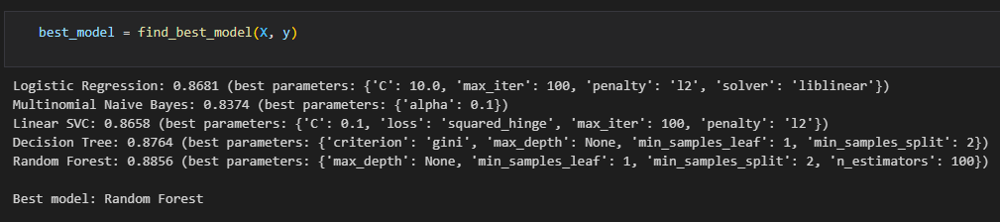 best_model = find_best_model(X, y)
Logistic Regression: 0.8681 (best parameters: {'C': 10.0, 'max_iter': 100, 'penalty': 'l2', 'solver': 'liblinear'})
Multinomial Naive Bayes: 0.8374 (best parameters: {'alpha': 0.1})
Linear SVC: 0.8658 (best parameters: {'C': 0.1, 'loss': 'squared_hinge', 'max_iter': 100, 'penalty': 'l2'})
Decision Tree: 0.8764 (best parameters: {'criterion': 'gini', 'max_depth': None, 'min_samples_leaf': 1, 'min_samples_split': 2})
Random Forest: 0.8856 (best parameters: {'max_depth': None, 'min_samples_leaf': 1, 'min_samples_split': 2, 'n_estimators': 100})
Best model: Random Forest